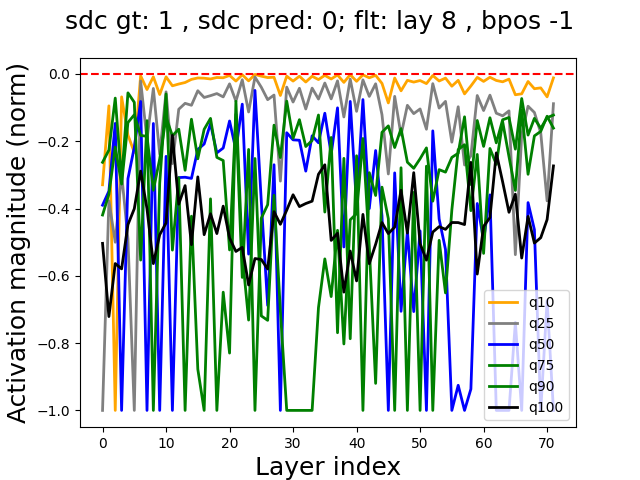 sdc gt: 1 , sdc pred: 0; flt: lay 8 , bpos -1
Activation magnitude (norm)
0.0
−0.2
−0.4
−0.6
−0.8
−1.0
q10
q25
q50
q75
q90
q100
0
10
20
30
40
50
60
70
Layer index